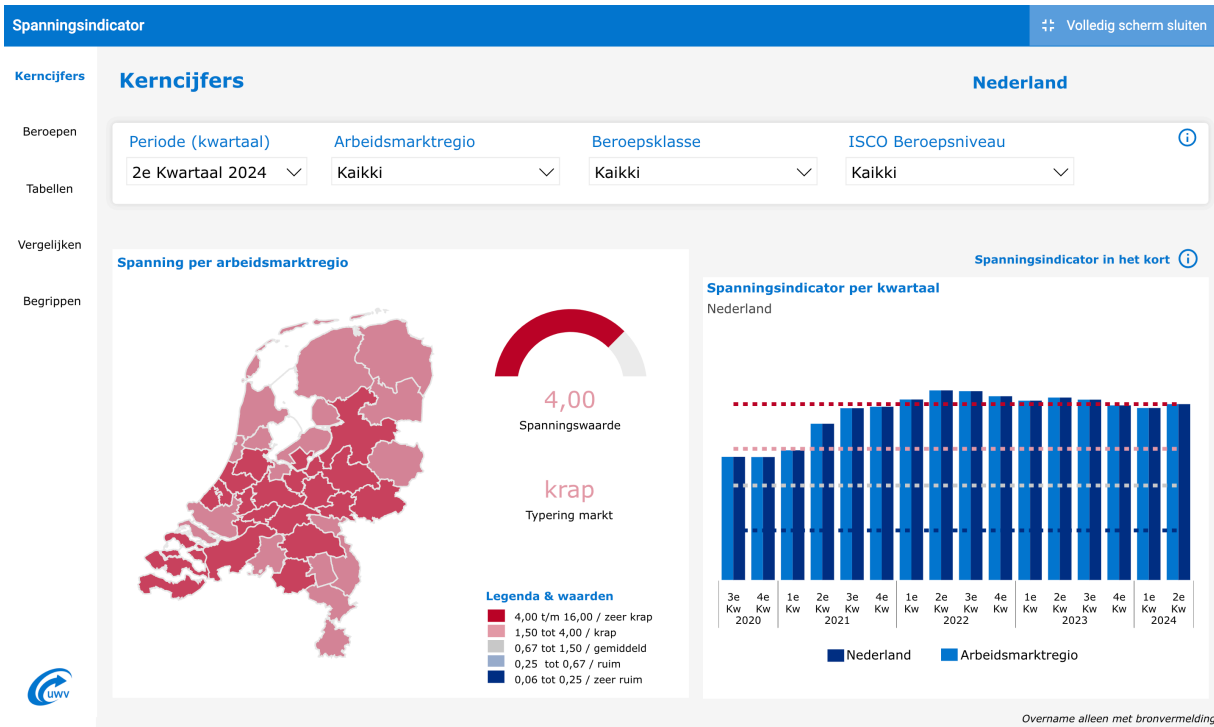 Spanningsindicator
Volledig scherm sluiten
Kerncijfers
Beroepen
Tabellen
Vergelijken
Begrippen
Kerncijfers
Nederland
Periode (kwartaal)
2e Kwartaal 2024
Arbeidsmarktregio
Kaikki
Beroepsklasse
Kaikki
ISCO Beroepsniveau
Kaikki
Spanning per arbeidsmarktregio
4,00
Spanningswaarde
krap
Typering markt
Legenda & waarden
4,00 t/m 16,00 / zeer krap
1,50 tot 4,00 / krap
0,67 tot 1,50 / gemiddeld
0,25 tot 0,67 / ruim
0,06 tot 0,25 / zeer ruim
Spanningsindicator in het kort
Spanningsindicator per kwartaal
Nederland
3e 4e 1e 2e 3e 4e 1e 2e 3e 4e 1e 2e 3e 4e 1e 2e
Kw Kw Kw Kw Kw Kw Kw Kw Kw Kw Kw Kw Kw Kw Kw Kw
2020 2021 2022 2023 2024
Nederland Arbeidsmarktregio
uwv
Overname alleen met bronvermelding